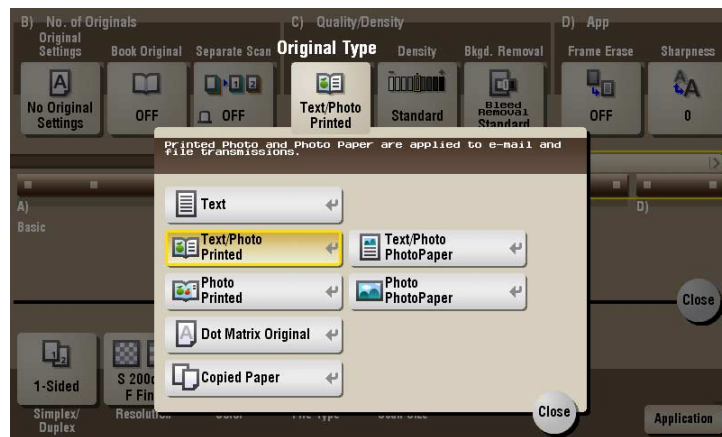 B) No. of Originals
C) Quality/Density
D) App
Original Settings
Book Original
Separate Scan
Original Type
Density
Bkgd. Removal
Frame Erase
Sharpness
No Original Settings
OFF
OFF
Text/Photo Printed
Standard
Bleed Removal
Standard
OFF
0
Printed Photo and Photo Paper are applied to e-mail and
file transmissions.
A)
D)
Basic
Text
Text/Photo Printed
Text/Photo PhotoPaper
Photo Printed
Photo PhotoPaper
Dot Matrix Original
Copied Paper
Close
1-Sided
S 200
F Fin
Simplex/
Duplex
Close
Application